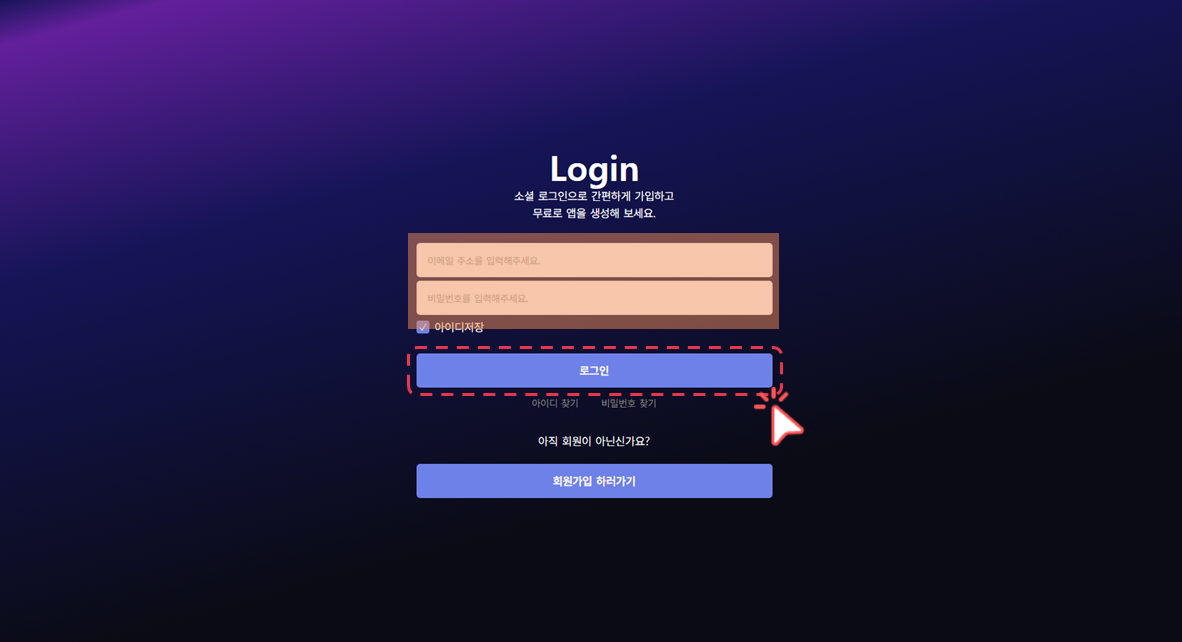 Login
소셜 로그인으로 간편하게 가입하고
무료로 앱을 생성해 보세요.
이메일 주소를 입력해주세요.
비밀번호를 입력해주세요.
아이디저장
로그인
아이디 찾기 비밀번호 찾기
아직 회원이 아닌신가요?
회원가입 하러가기